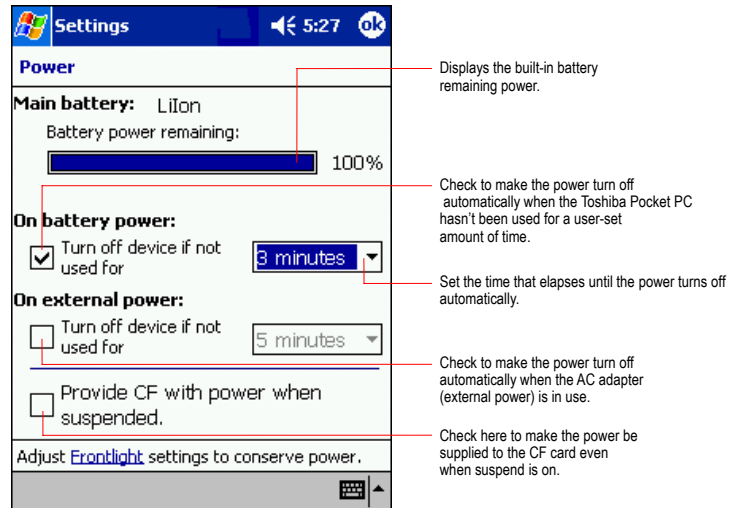 Settings 5:27 ok
Power
Main battery: LiIon
Battery power remaining:
100%
On battery power:
Turn off device if not
used for
3 minutes
On external power:
Turn off device if not
used for
5 minutes
Provide CF with power when
suspended.
Adjust Frontlight settings to conserve power.
Displays the built-in battery
remaining power.
Check to make the power turn off
automatically when the Toshiba Pocket PC
hasn't been used for a user-set
amount of time.
Set the time that elapses until the power turns off
automatically.
Check to make the power turn off
automatically when the AC adapter
(external power) is in use.
Check here to make the power be
supplied to the CF card even
when suspend is on.